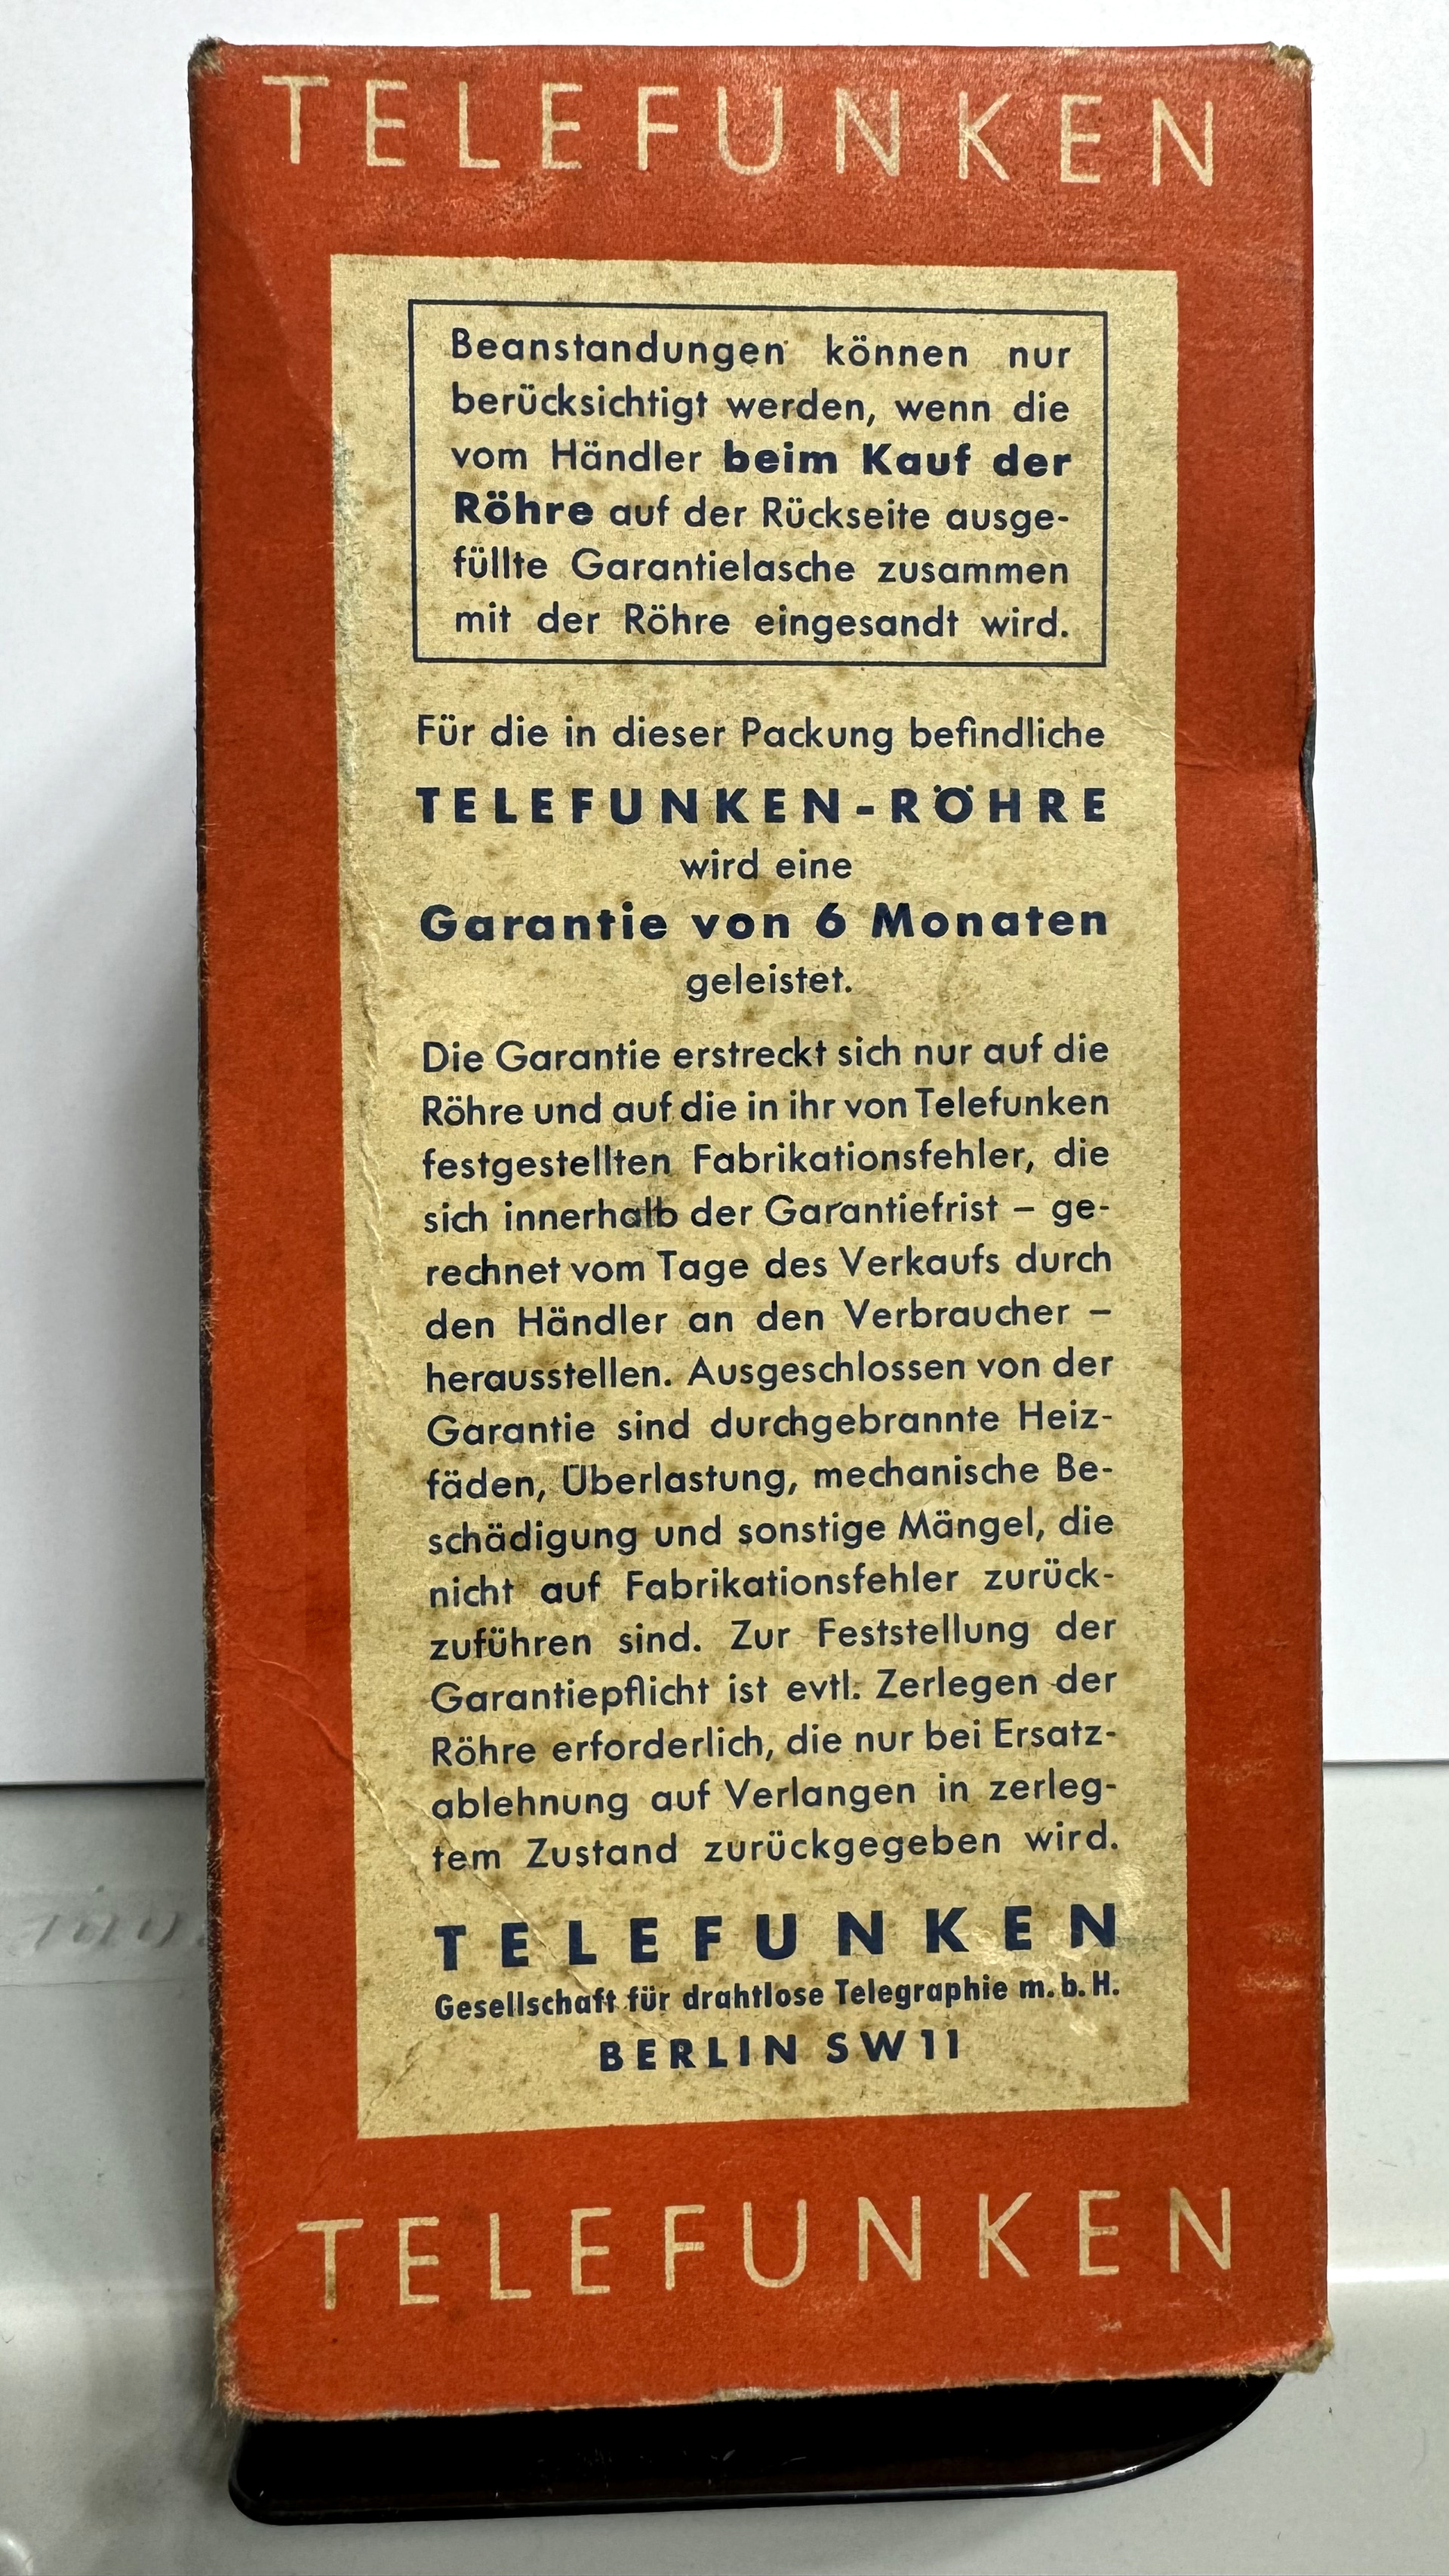 TELEFUNKEN
Beanstandungen können nur
berücksichtigt werden, wenn die
vom Händler beim Kauf der
Röhre auf der Rückseite ausge-
füllte Garantielasche zusammen
mit der Röhre eingesandt wird.
Für die in dieser Packung befindliche
TELEFUNKEN-RÖHRE
wird eine
Garantie von 6 Monaten
geleistet.
Die Garantie erstreckt sich nur auf die
Röhre und auf die in ihr von Telefunken
festgestellten Fabrikationsfehler, die
sich innerhalb der Garantiefrist – ge-
rechnet vom Tage des Verkaufs durch
den Händler an den Verbraucher –
herausstellen. Ausgeschlossen von der
Garantie sind durchgebrannte Heiz-
fäden, Überlastung, mechanische Be-
schädigung und sonstige Mängel, die
nicht auf Fabrikationsfehler zurück-
zuführen sind. Zur Feststellung der
Garantiepflicht ist evtl. Zerlegen der
Röhre erforderlich, die nur bei Ersatz-
ablehnung auf Verlangen in zerleg-
tem Zustand zurückgegeben wird.
TELEFUNKEN
Gesellschaft für drahtlose Telegraphie m. b. H.
BERLIN SW11
TELEFUNKEN